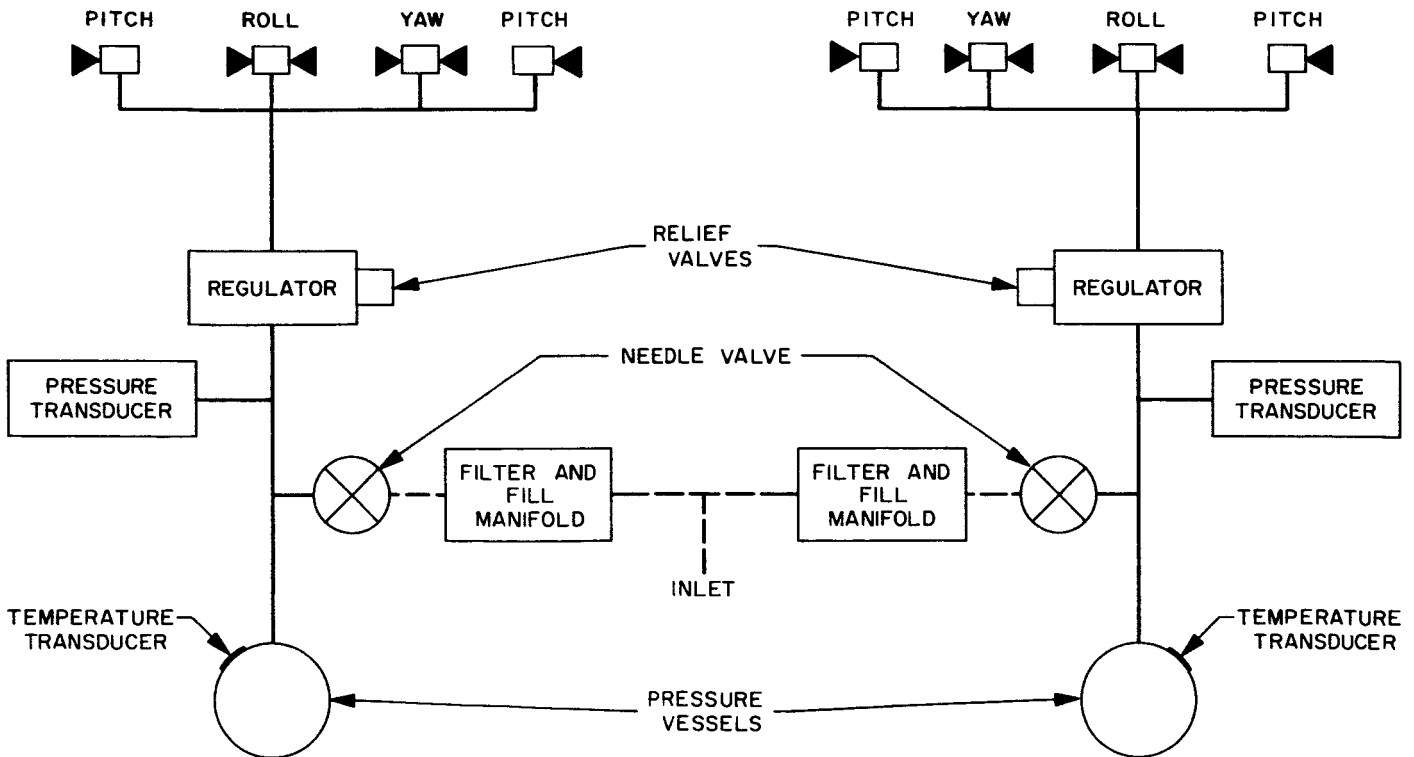 PITCH ROLL YAW PITCH PITCH YAW ROLL PITCH
RELIEF
VALVES
REGULATOR
REGULATOR
NEEDLE VALVE
PRESSURE
TRANSDUCER
PRESSURE
TRANSDUCER
FILTER AND
FILL
MANIFOLD
FILTER AND
FILL
MANIFOLD
INLET
TEMPERATURE
TRANSDUCER
TEMPERATURE
TRANSDUCER
PRESSURE
VESSELS